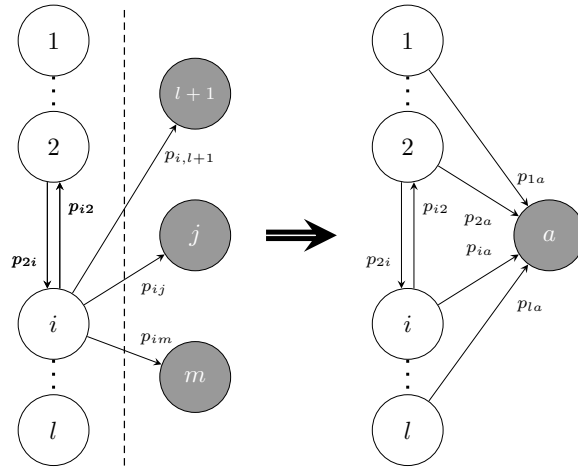 1
2
p_{2i}
p_{i2}
i
l
l + 1
p_{i,l+1}
j
p_{ij}
p_{im}
m
1
2
p_{2i}
p_{i2}
i
l
p_{1a}
p_{2a}
p_{ia}
p_{la}
a